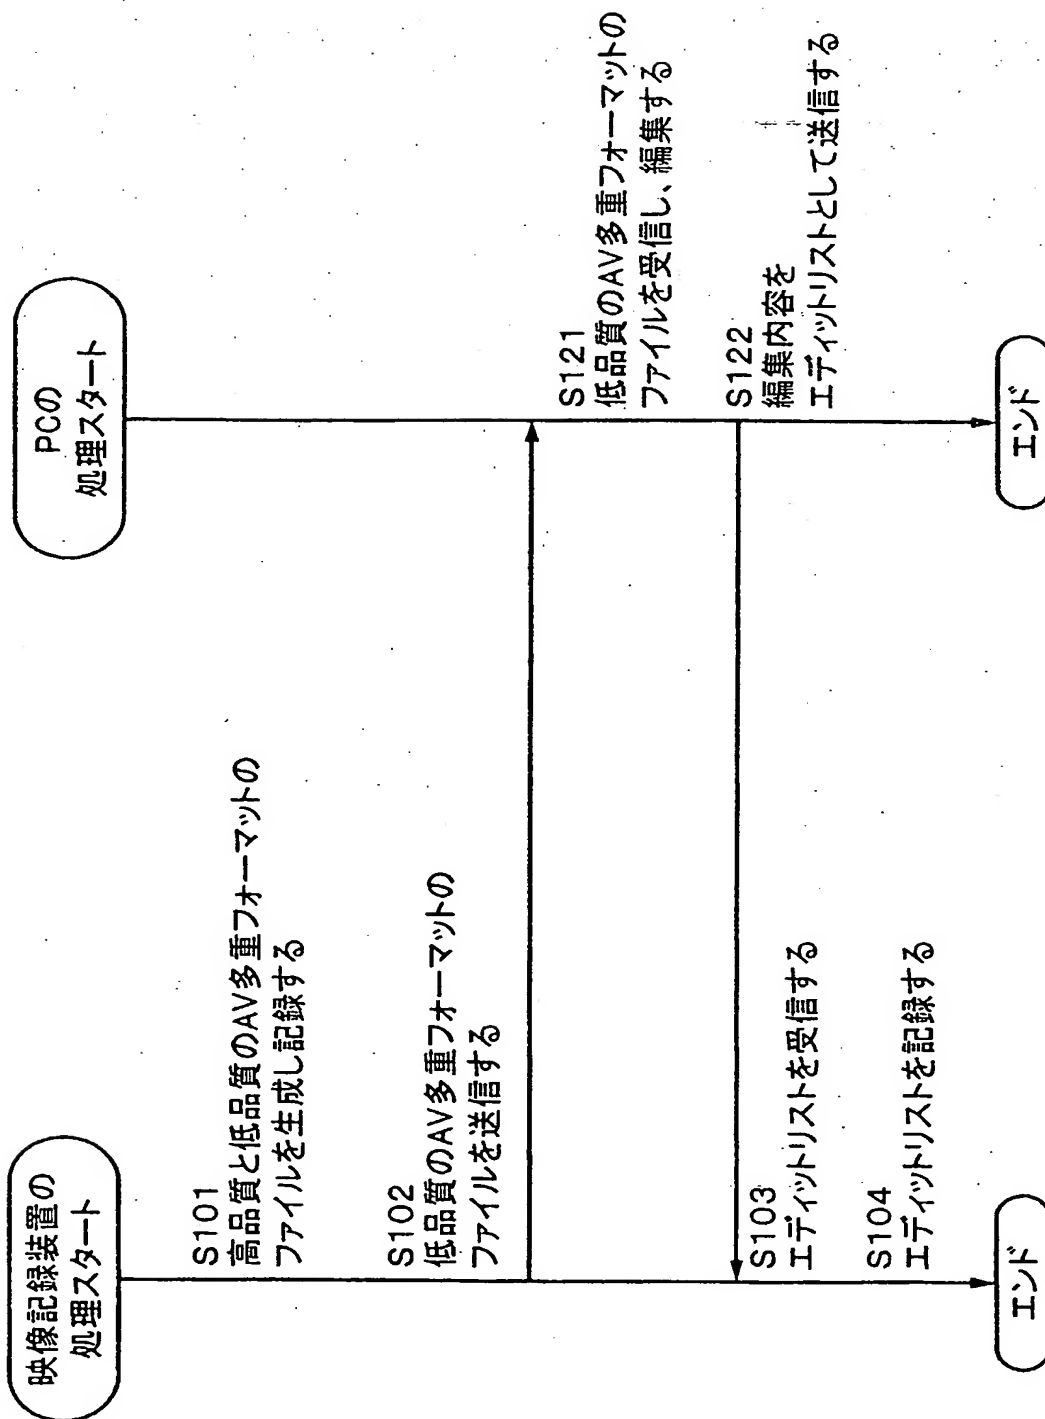 映像記録装置の
処理スタート
S101
高品質と低品質のAV多重フォーマットの
ファイルを生成し記録する
S102
低品質のAV多重フォーマットの
ファイルを送信する
S103
エディットリストを受信する
S104
エディットリストを記録する
エンド
PCの
処理スタート
S121
低品質のAV多重フォーマットの
ファイルを受信し、編集する
S122
編集内容を
エディットリストとして送信する
エンド